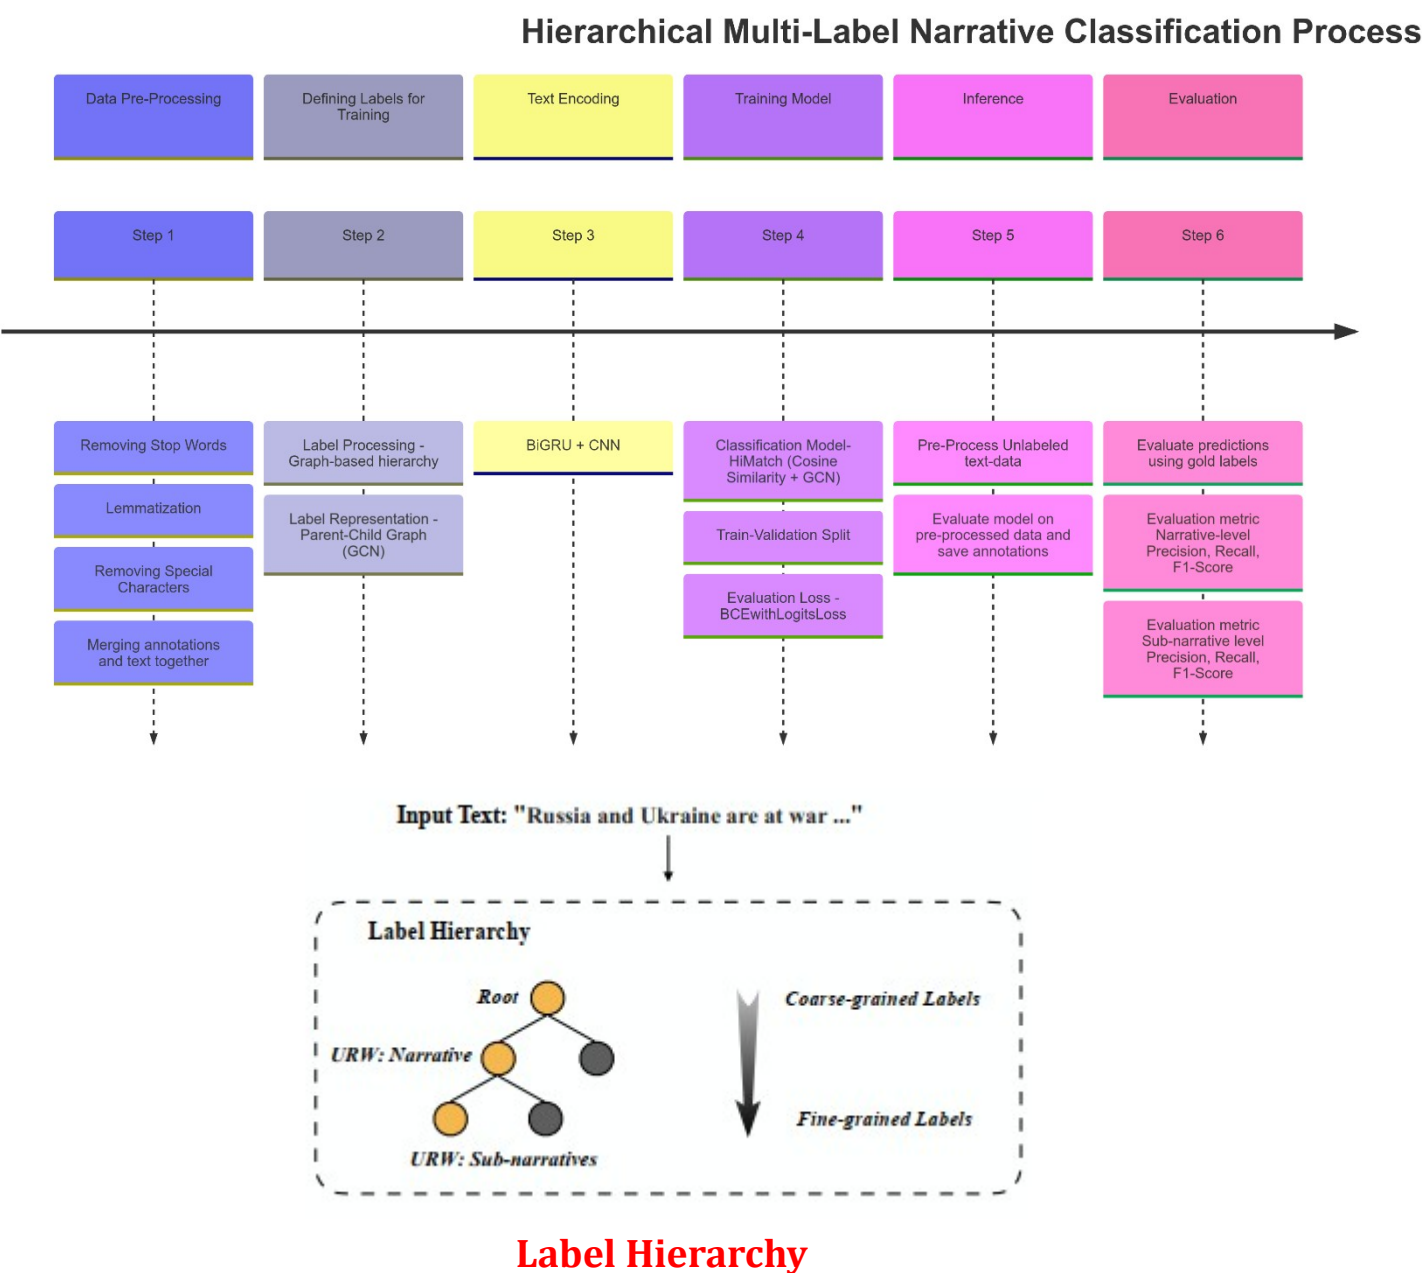 Hierarchical Multi-Label Narrative Classification Process
Data Pre-Processing
Defining Labels for
Training
Text Encoding
Training Model
Inference
Evaluation
Step 1
Step 2
Step 3
Step 4
Step 5
Step 6
Removing Stop Words
Lemmatization
Removing Special
Characters
Merging annotations
and text together
Label Processing -
Graph-based hierarchy
Label Representation -
Parent-Child Graph
(GCN)
BiGRU + CNN
Classification Model-
HiMatch (Cosine
Similarity + GCN)
Train-Validation Split
Evaluation Loss -
BCEwithLogitsLoss
Pre-Process Unlabeled
text-data
Evaluate model on
pre-processed data and
save annotations
Evaluate predictions
using gold labels
Evaluation metric
Narrative-level
Precision, Recall,
F1-Score
Evaluation metric
Sub-narrative level
Precision, Recall,
F1-Score
Input Text: "Russia and Ukraine are at war ..."
Label Hierarchy
Root
URW: Narrative
URW: Sub-narratives
Coarse-grained Labels
Fine-grained Labels
Label Hierarchy